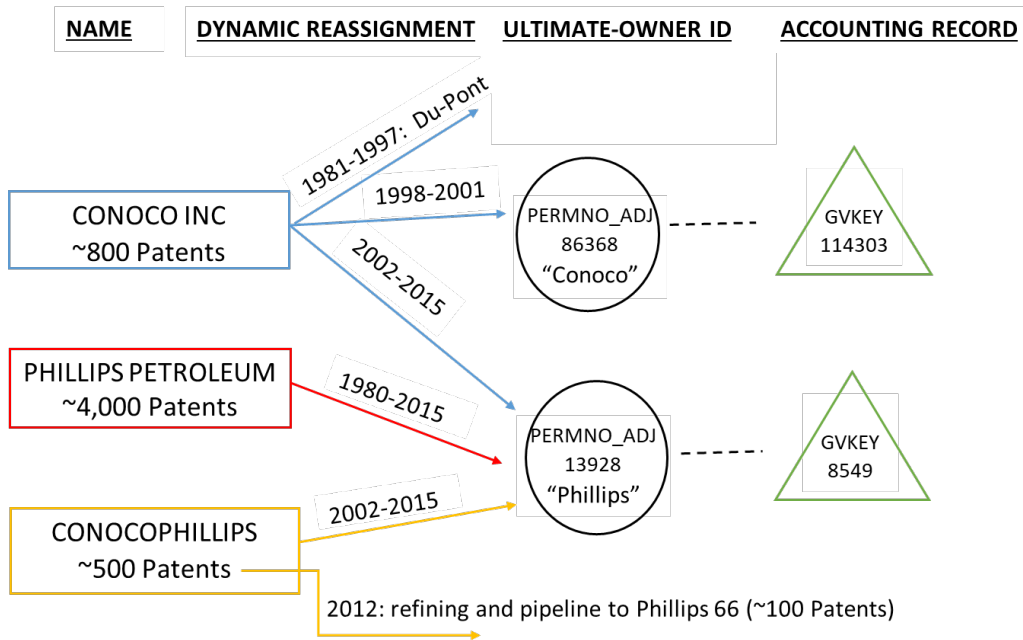 NAME
DYNAMIC REASSIGNMENT
ULTIMATE-OWNER ID
ACCOUNTING RECORD
1981-1997: Du-Pont
1998-2001
2002-2015
CONOCO INC
~800 Patents
PERMNO_ADJ
86368
“Conoco”
GVKEY
114303
PHILLIPS PETROLEUM
~4,000 Patents
1980-2015
PERMNO_ADJ
13928
“Phillips”
GVKEY
8549
2002-2015
CONOCOPHILLIPS
~500 Patents
2012: refining and pipeline to Phillips 66 (~100 Patents)